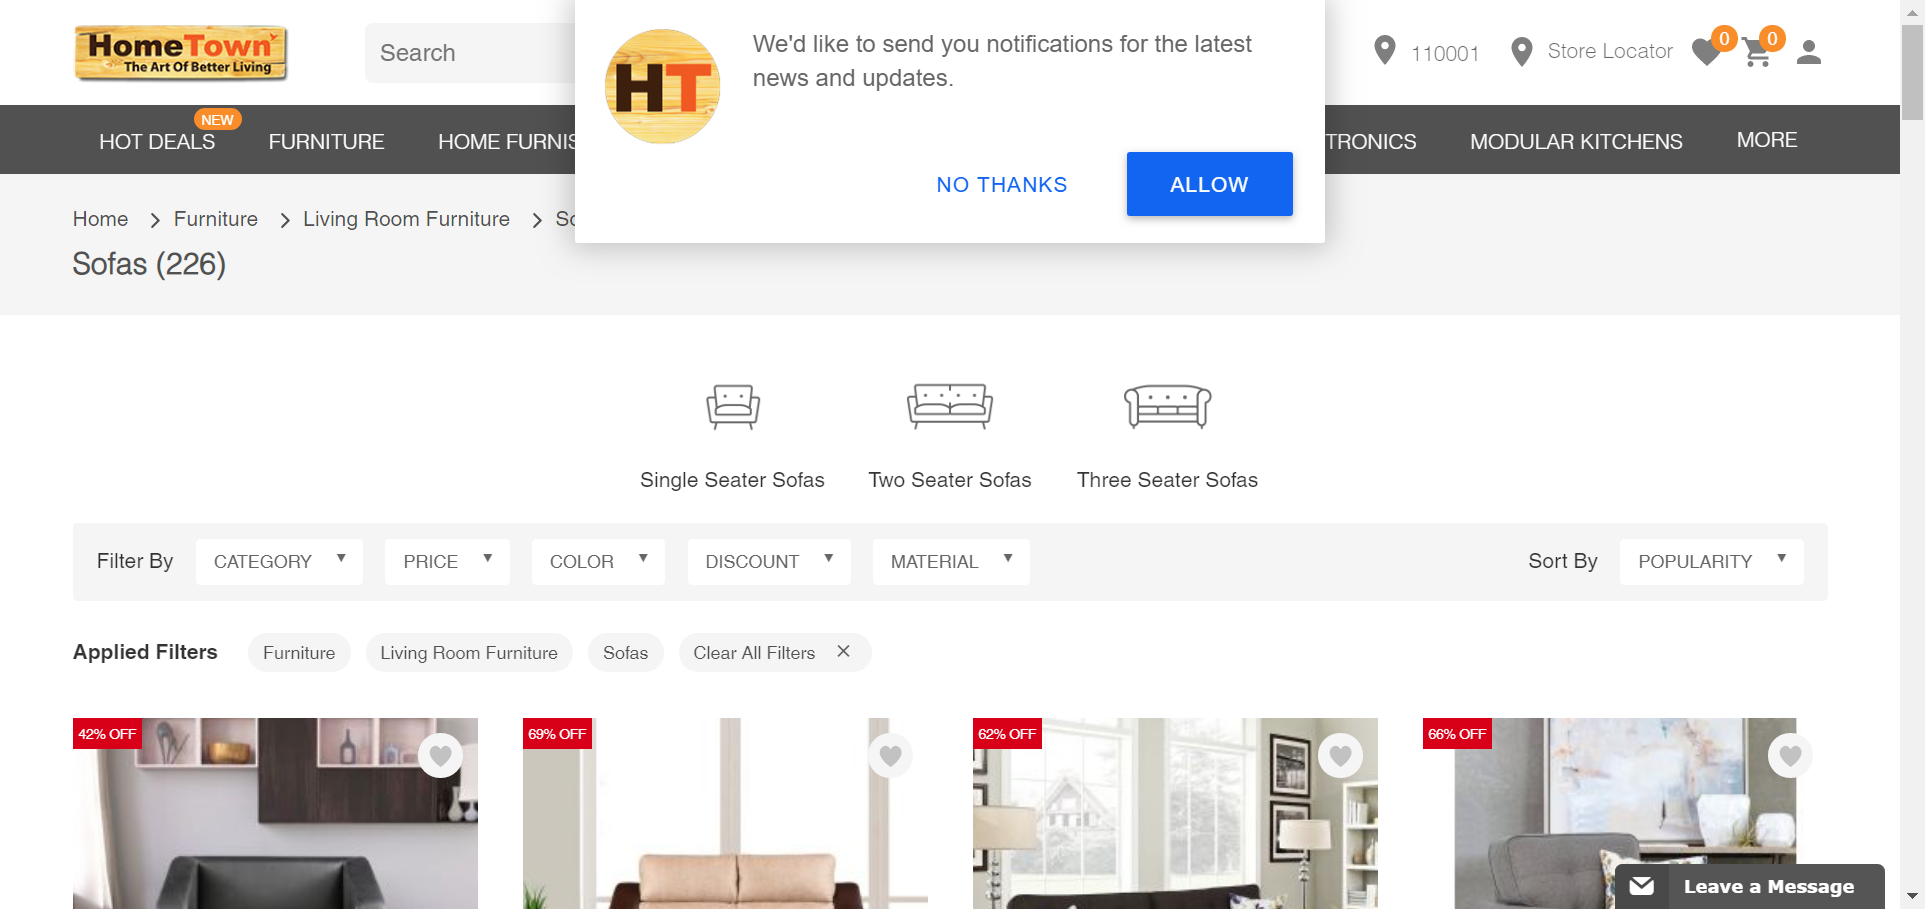 HomeTown
The Art Of Better Living
Search
HT
We'd like to send you notifications for the latest
news and updates.
NO THANKS
ALLOW
110001
Store Locator
0
0
HOT DEALS
NEW
FURNITURE
HOME FURNIS
TRONICS
MODULAR KITCHENS
MORE
Home
Furniture
Living Room Furniture
So
Sofas (226)
Single Seater Sofas
Two Seater Sofas
Three Seater Sofas
Filter By
CATEGORY
PRICE
COLOR
DISCOUNT
MATERIAL
Sort By
POPULARITY
Applied Filters
Furniture
Living Room Furniture
Sofas
Clear All Filters
42% OFF
69% OFF
62% OFF
66% OFF
Leave a Message